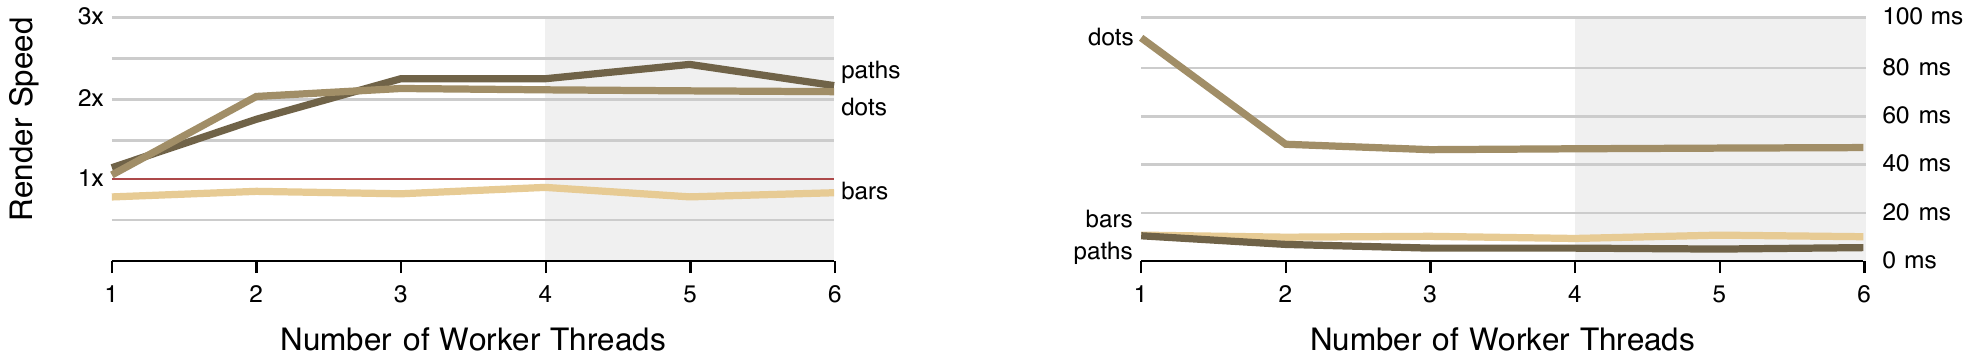 3x
2x
1x
Render Speed
paths
dots
bars
1 2 3 4 5 6
Number of Worker Threads
dots
bars
paths
100 ms
80 ms
60 ms
40 ms
20 ms
0 ms
1 2 3 4 5 6
Number of Worker Threads